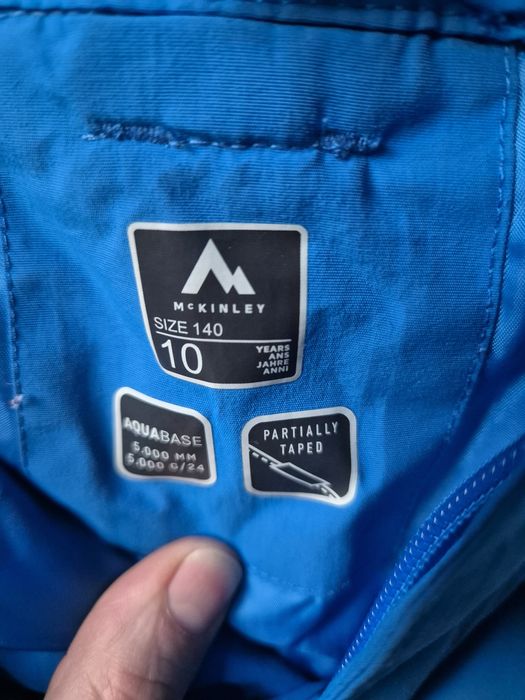 McKINLEY
SIZE 140
10
YEARS
ANS
JAHRE
ANNI
AQUABASE
5.000 MM
5.000 G/24
PARTIALLY
TAPED